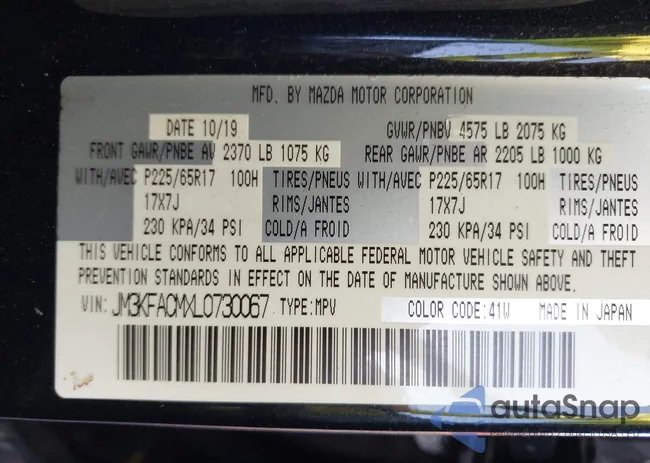 MFD. BY MAZDA MOTOR CORPORATION
DATE 10/19 GVWR/PNBV 4575 LB 2075 KG
FRONT GAWR/PNBE AV 2370 LB 1075 KG REAR GAWR/PNBE AR 2205 LB 1000 KG
WITH/AVEC P225/65R17 100H TIRES/PNEUS WITH/AVEC P225/65R17 100H TIRES/PNEUS
17X7J RIMS/JANTES 17X7J RIMS/JANTES
230 KPA/34 PSI COLD/A FROID 230 KPA/34 PSI COLD/A FROID
THIS VEHICLE CONFORMS TO ALL APPLICABLE FEDERAL MOTOR VEHICLE SAFETY AND THEFT
PREVENTION STANDARDS IN EFFECT ON THE DATE OF MANUFACTURE SHOWN ABOVE.
VIN: JM3KFACMXL0730067 TYPE:MPV COLOR CODE:41W MADE IN JAPAN
autoSnap